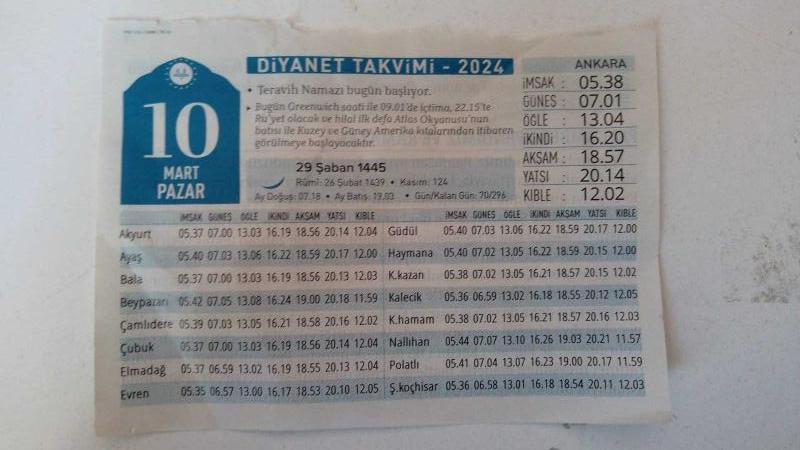 DİYANET TAKVİMİ - 2024
10
MART
PAZAR
• Teravih Namazı bugün başlıyor.
▸ Bugün Greenwich saati ile 09.01'de İçtima, 22.15'te
Ru'yet olacak ve hilal ilk defa Atlas Okyanusu'nun
batısı ile Kuzey ve Güney Amerika kıtalarından itibaren
görülmeye başlayacaktır.
29 Şaban 1445
Rûmî: 26 Şubat 1439 • Kasım: 124
Ay Doğuş: 07.18 • Ay Batış: 19.03 • Gün/Kalan Gün: 70/296
ANKARA
İMSAK : 05.38
GÜNEŞ : 07.01
ÖĞLE : 13.04
İKİNDİ : 16.20
AKŞAM : 18.57
YATSI : 20.14
KIBLE : 12.02
İMSAK GÜNEŞ ÖĞLE İKİNDİ AKŞAM YATSI KIBLE
Akyurt 05.37 07.00 13.03 16.19 18.56 20.14 12.04
Ayaş 05.40 07.03 13.06 16.22 18.59 20.17 12.00
Bala 05.37 07.00 13.03 16.19 18.56 20.13 12.03
Beypazarı 05.42 07.05 13.08 16.24 19.00 20.18 11.59
Çamlıdere 05.39 07.03 13.05 16.21 18.58 20.16 12.02
Çubuk 05.37 07.00 13.03 16.19 18.56 20.14 12.04
Elmadağ 05.37 06.59 13.02 16.19 18.55 20.13 12.04
Evren 05.35 06.57 13.00 16.17 18.53 20.10 12.05
İMSAK GÜNEŞ ÖĞLE İKİNDİ AKŞAM YATSI KIBLE
Güdül 05.40 07.03 13.06 16.22 18.59 20.17 12.00
Haymana 05.40 07.02 13.05 16.22 18.59 20.15 12.00
K.kazan 05.38 07.02 13.05 16.21 18.57 20.15 12.02
Kalecik 05.36 06.59 13.02 16.18 18.55 20.12 12.05
K.hamam 05.38 07.02 13.05 16.21 18.57 20.16 12.03
Nallıhan 05.44 07.07 13.10 16.26 19.03 20.21 11.57
Polatlı 05.41 07.04 13.07 16.23 19.00 20.17 11.59
Ş.koçhisar 05.36 06.58 13.01 16.18 18.54 20.11 12.03